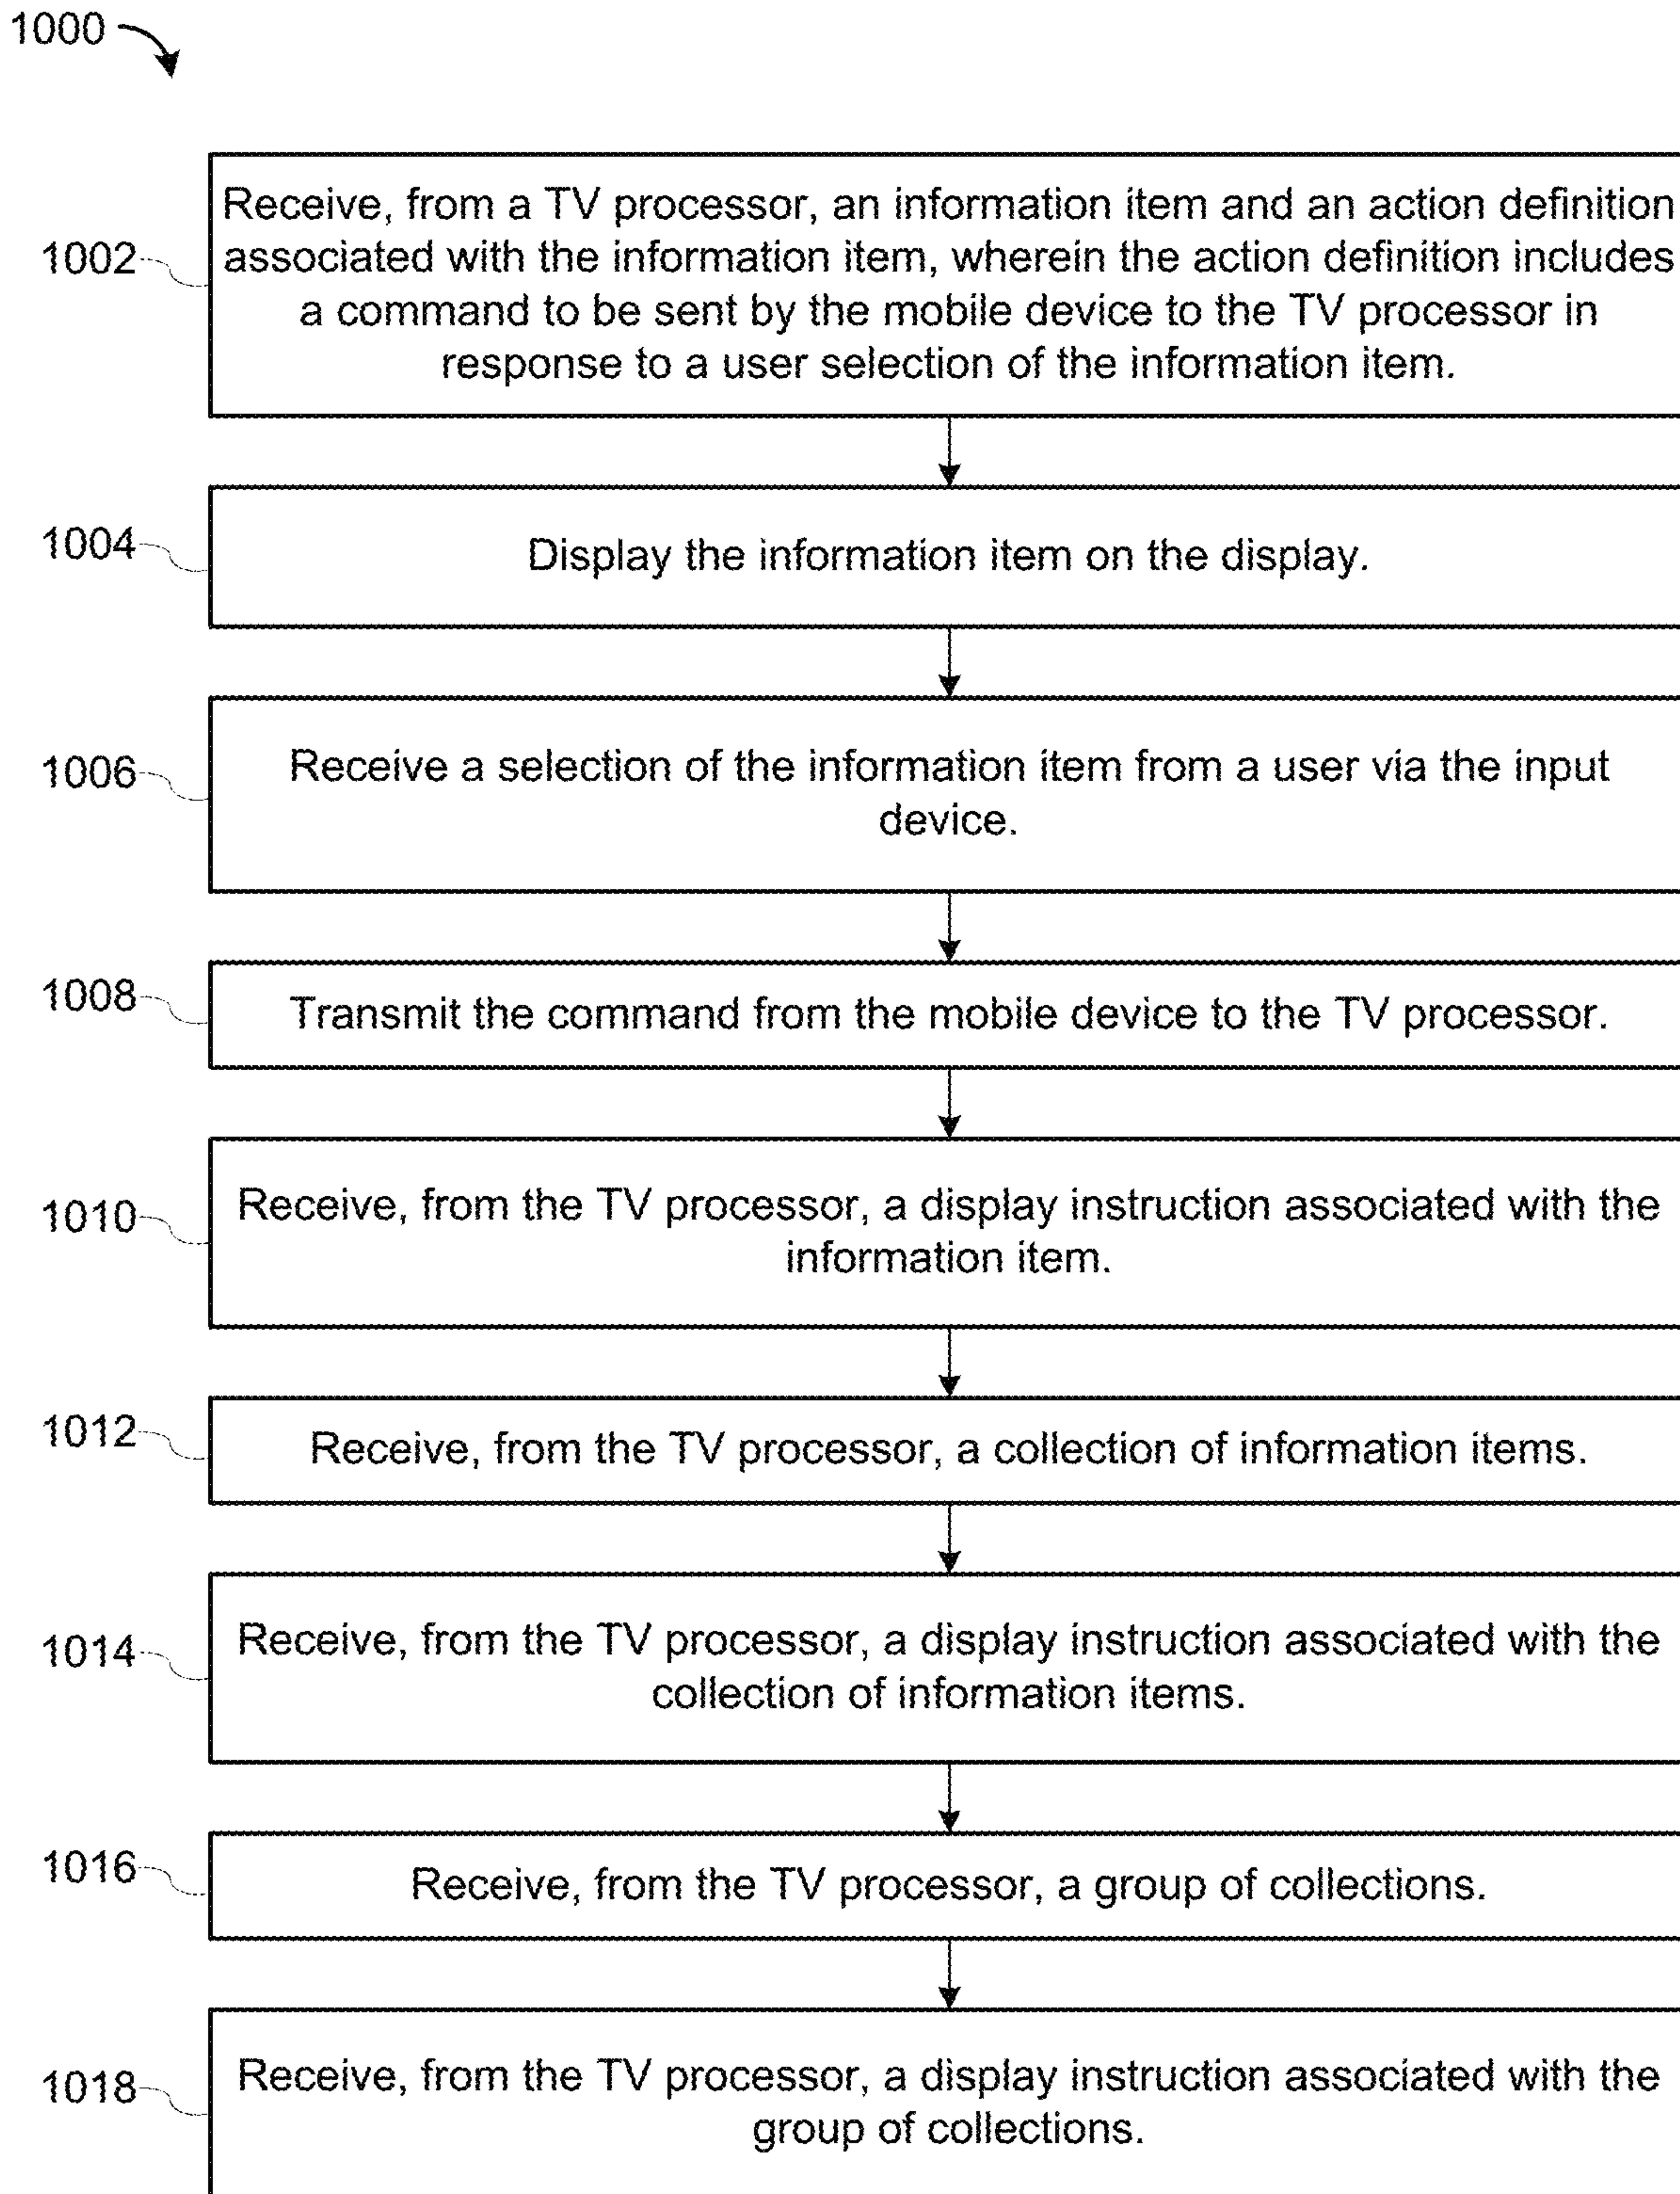 1000
1002
Receive, from a TV processor, an information item and an action definition
associated with the information item, wherein the action definition includes
a command to be sent by the mobile device to the TV processor in
response to a user selection of the information item.
1004
Display the information item on the display.
1006
Receive a selection of the information item from a user via the input
device.
1008
Transmit the command from the mobile device to the TV processor.
1010
Receive, from the TV processor, a display instruction associated with the
information item.
1012
Receive, from the TV processor, a collection of information items.
1014
Receive, from the TV processor, a display instruction associated with the
collection of information items.
1016
Receive, from the TV processor, a group of collections.
1018
Receive, from the TV processor, a display instruction associated with the
group of collections.